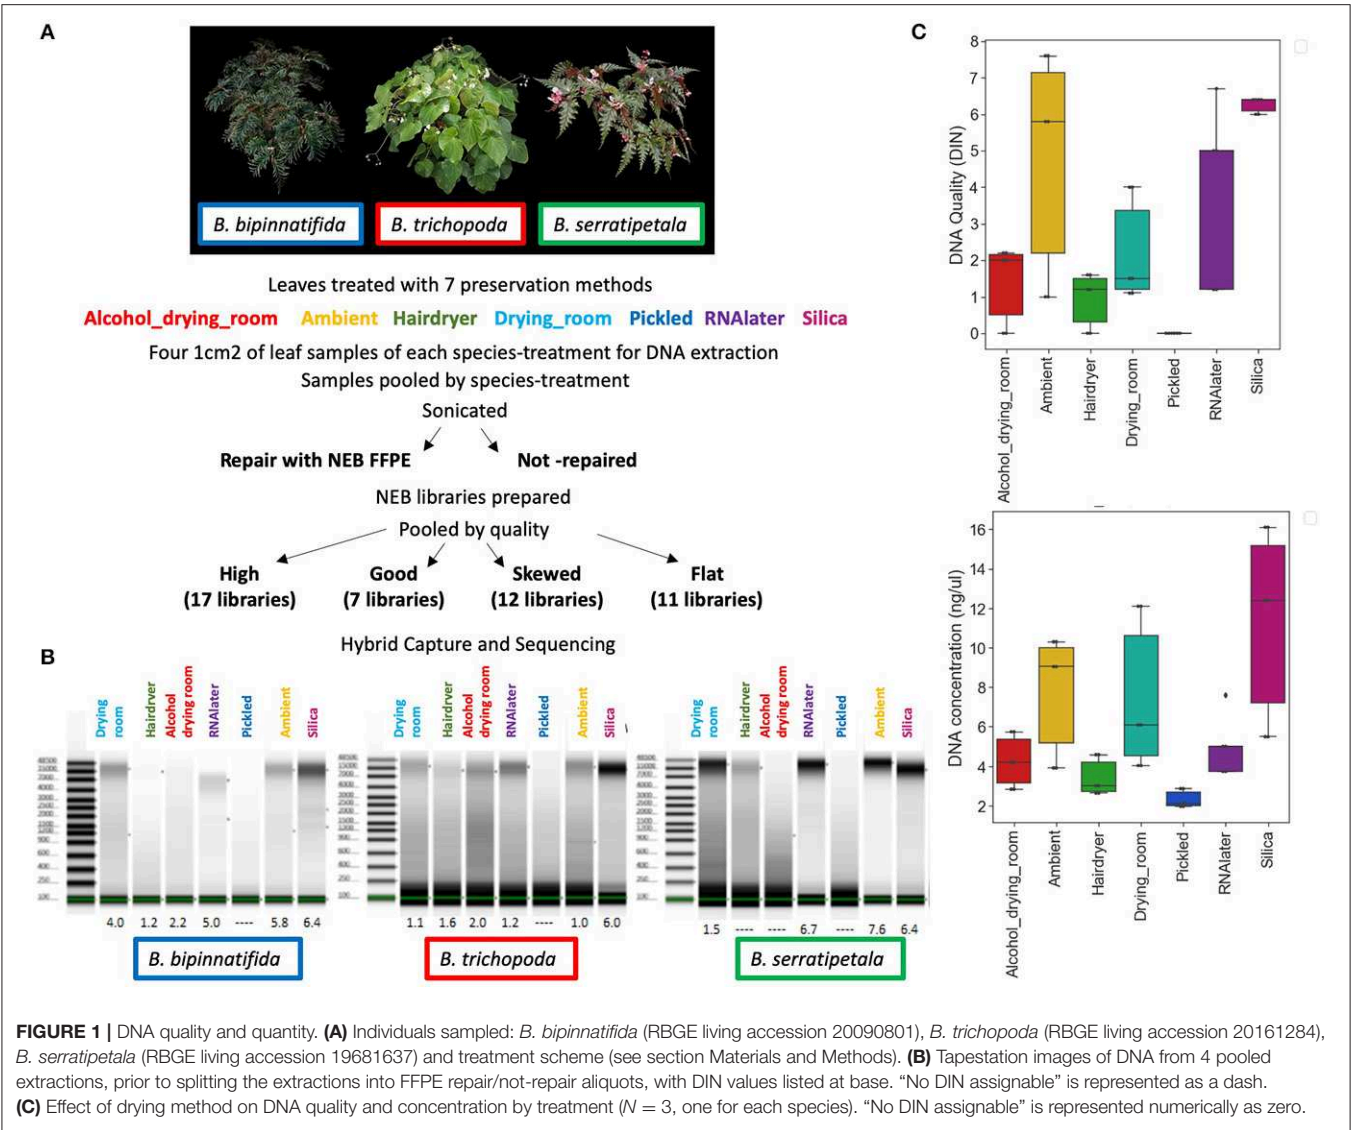 A
B. bipinnatifida
B. trichopoda
B. serratipetala
Leaves treated with 7 preservation methods
Alcohol_drying_room Ambient Hairdryer Drying_room Pickled RNAlater Silica
Four 1cm2 of leaf samples of each species-treatment for DNA extraction
Samples pooled by species-treatment
Sonicated
Repair with NEB FFPE
Not -repaired
NEB libraries prepared
Pooled by quality
High
(17 libraries)
Good
(7 libraries)
Skewed
(12 libraries)
Flat
(11 libraries)
Hybrid Capture and Sequencing
B
Drying room
Hairdryer
Alcohol drying room
RNAlater
Pickled
Ambient
Silica
4.0 1.2 2.2 5.0 ---- 5.8 6.4
B. bipinnatifida
Drying room
Hairdryer
Alcohol drying room
RNAlater
Pickled
Ambient
Silica
1.1 1.6 2.0 1.2 ---- 1.0 6.0
B. trichopoda
Drying room
Hairdryer
Alcohol drying room
RNAlater
Pickled
Ambient
Silica
1.5 ---- ---- 6.7 ---- 7.6 6.4
B. serratipetala
C
DNA Quality (DIN)
8
7
6
5
4
3
2
1
0
Alcohol_drying_room
Ambient
Hairdryer
Drying_room
Pickled
RNAlater
Silica
DNA concentration (ng/ul)
16
14
12
10
8
6
4
2
Alcohol_drying_room
Ambient
Hairdryer
Drying_room
Pickled
RNAlater
Silica
FIGURE 1 | DNA quality and quantity. (A) Individuals sampled: B. bipinnatifida (RBGE living accession 20090801), B. trichopoda (RBGE living accession 20161284),
B. serratipetala (RBGE living accession 19681637) and treatment scheme (see section Materials and Methods). (B) Tapestation images of DNA from 4 pooled
extractions, prior to splitting the extractions into FFPE repair/not-repair aliquots, with DIN values listed at base. “No DIN assignable” is represented as a dash.
(C) Effect of drying method on DNA quality and concentration by treatment (N = 3, one for each species). “No DIN assignable” is represented numerically as zero.